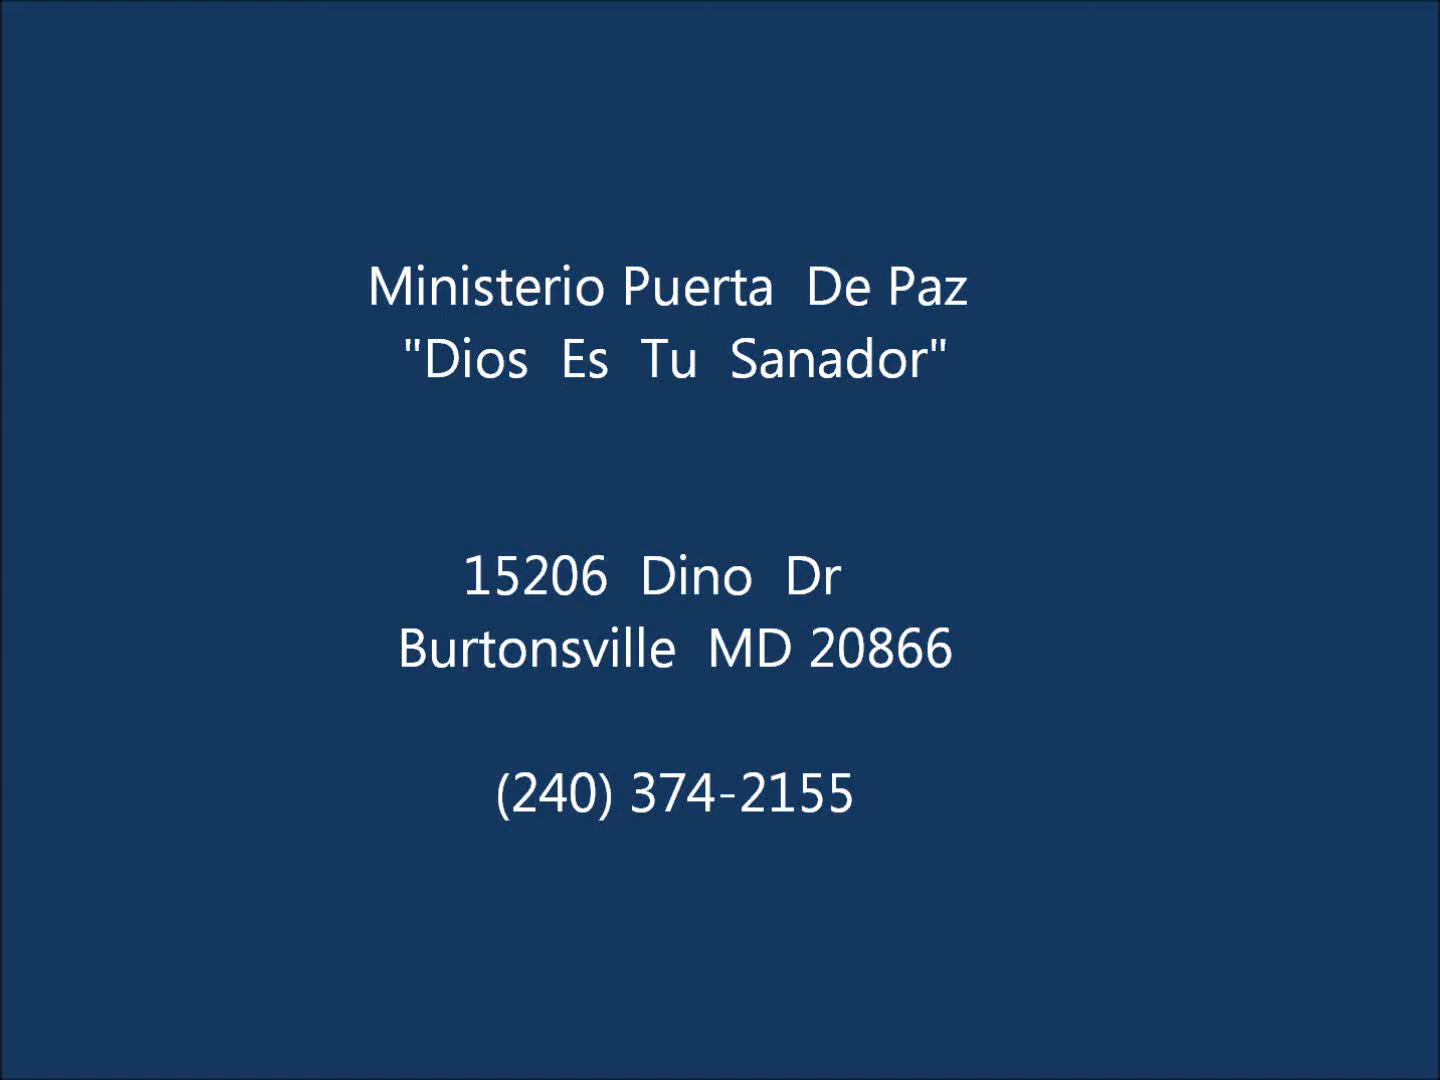 Ministerio Puerta De Paz
"Dios Es Tu Sanador"
15206 Dino Dr
Burtonsville MD 20866
(240) 374-2155